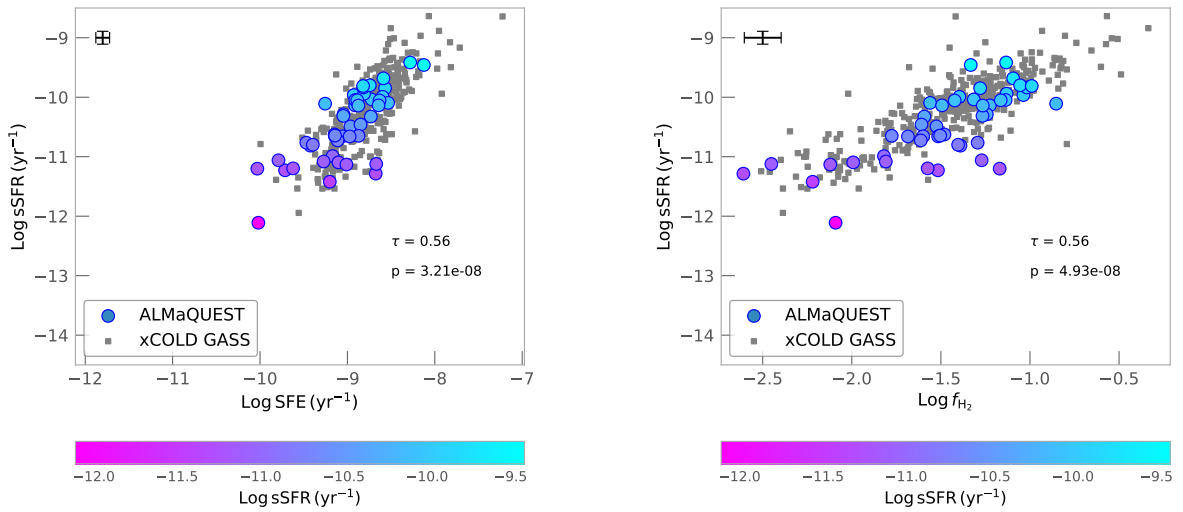 −9
−10
−11
−12
−13
−14
Log sSFR (yr⁻¹)
τ = 0.56
p = 3.21e-08
ALMaQUEST
xCOLD GASS
−12 −11 −10 −9 −8 −7
Log SFE (yr⁻¹)
−12.0 −11.5 −11.0 −10.5 −10.0 −9.5
Log sSFR (yr⁻¹)
−9
−10
−11
−12
−13
−14
Log sSFR (yr⁻¹)
τ = 0.56
p = 4.93e-08
ALMaQUEST
xCOLD GASS
−2.5 −2.0 −1.5 −1.0 −0.5
Log f_H₂
−12.0 −11.5 −11.0 −10.5 −10.0 −9.5
Log sSFR (yr⁻¹)